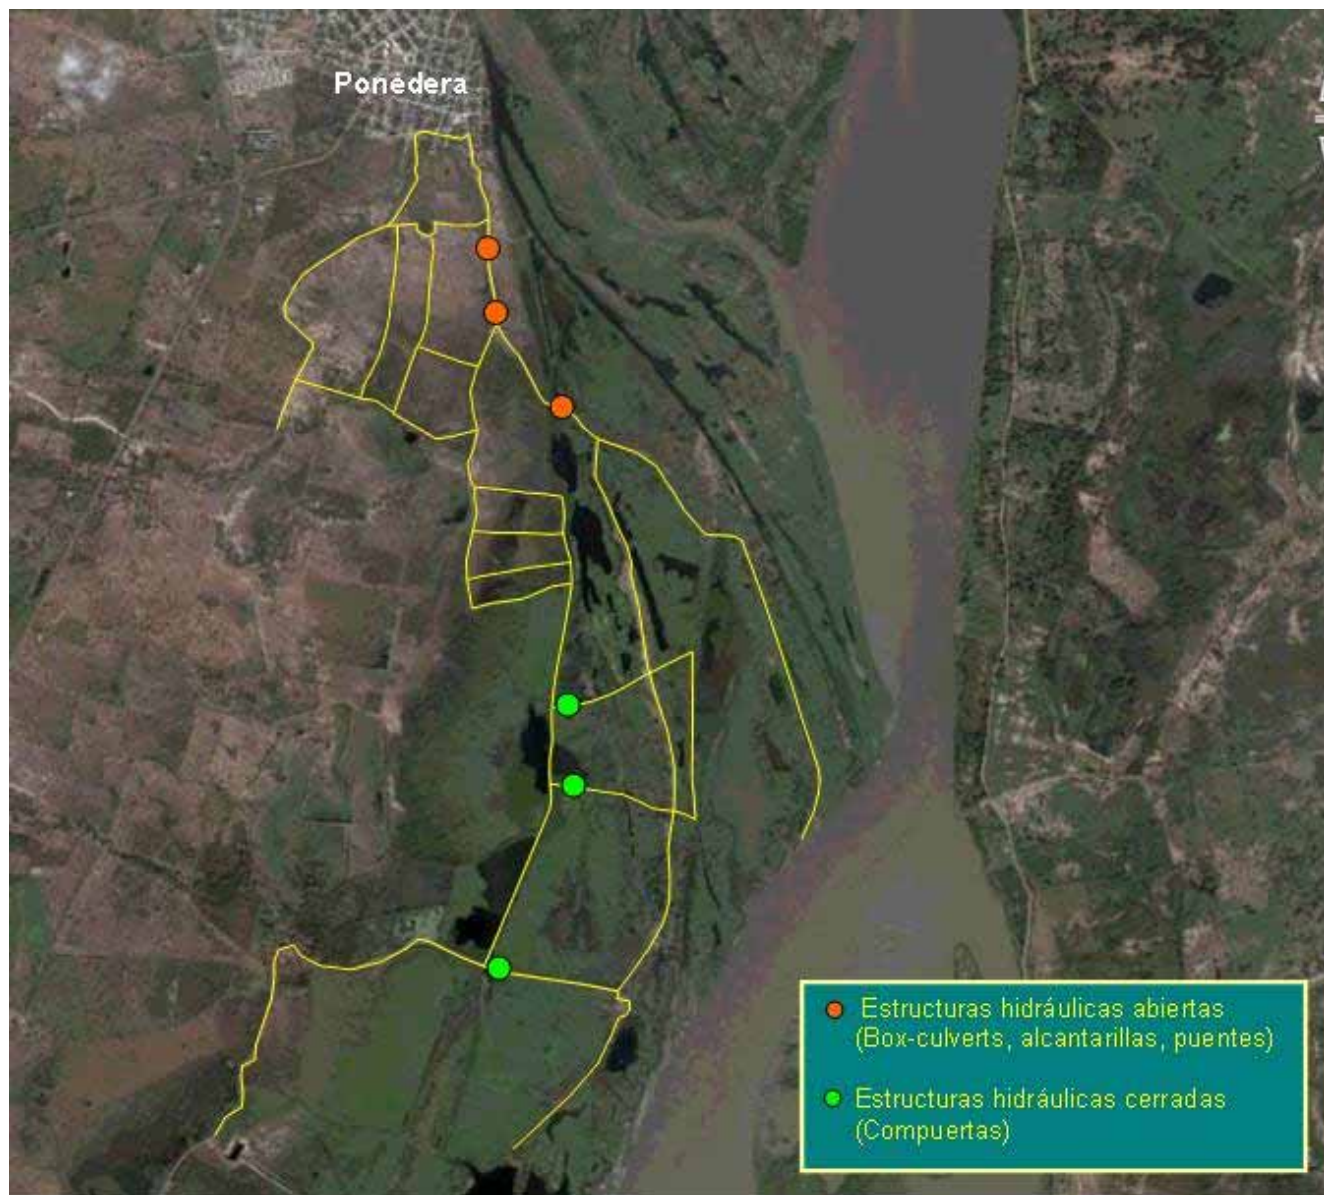 Ponedera
Estructuras hidráulicas abiertas
(Box-culverts, alcantarillas, puentes)
Estructuras hidráulicas cerradas
(Compuertas)